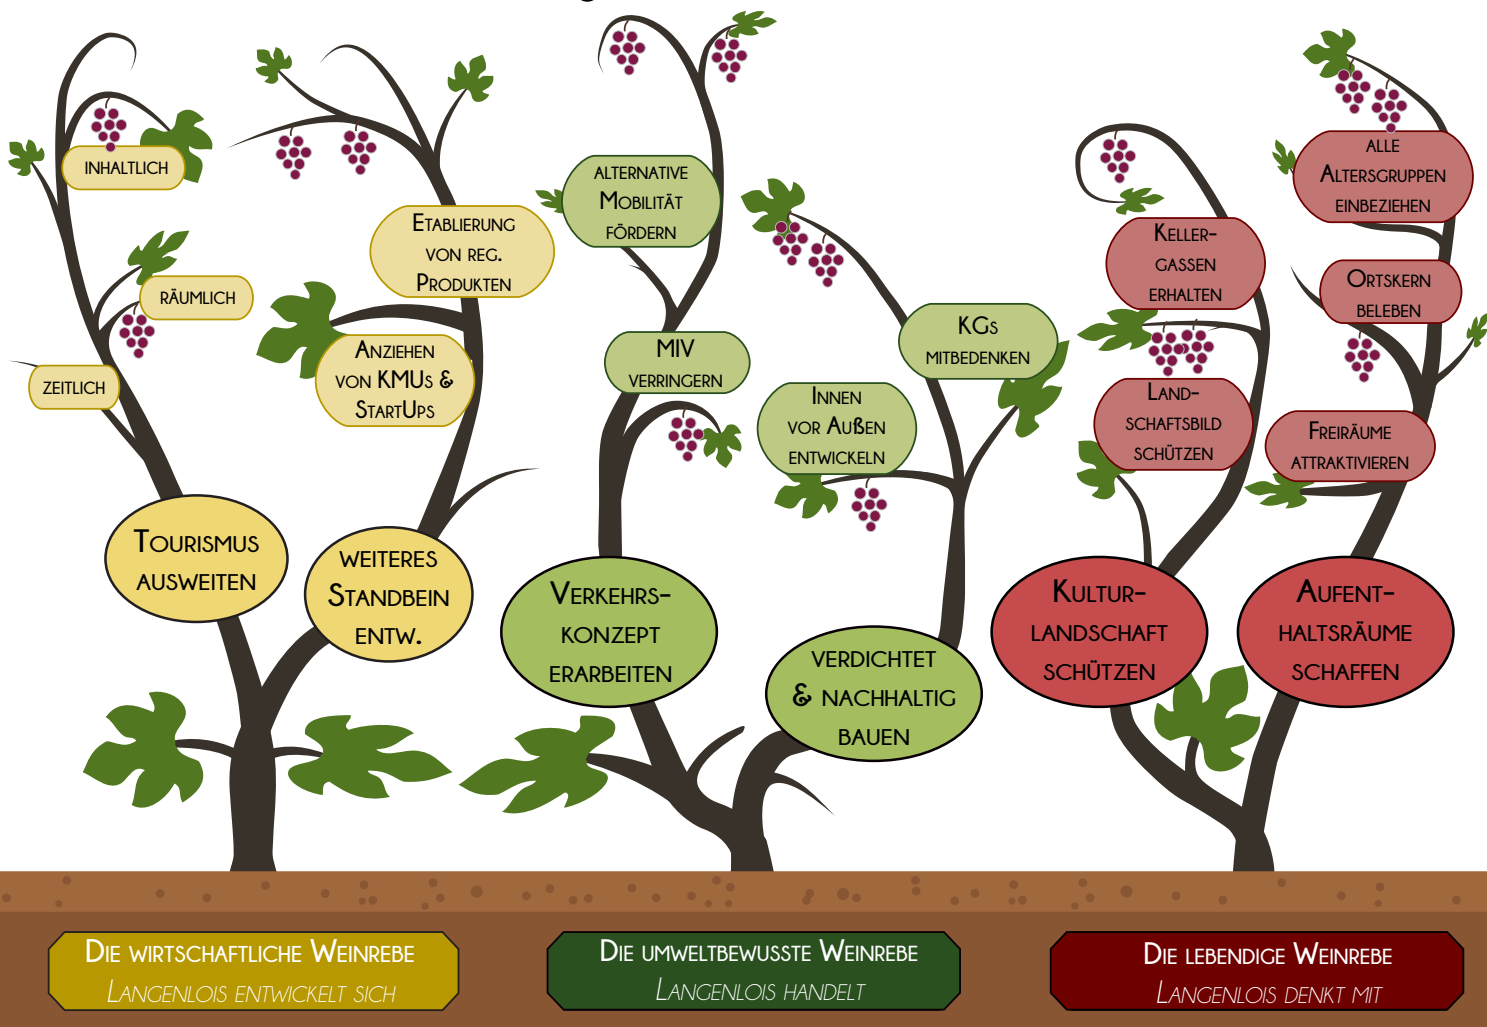 INHALTLICH
RÄUMLICH
ZEITLICH
TOURISMUS
AUSWEITEN
ETABLIERUNG
VON REG.
PRODUKTEN
ANZIEHEN
VON KMUS &
STARTUPS
WEITERES
STANDBEIN
ENTW.
ALTERNATIVE
MOBILITÄT
FÖRDERN
MIV
VERRINGERN
VERKEHRS-
KONZEPT
ERARBEITEN
KGS
MITBEDENKEN
INNEN
VOR AUßEN
ENTWICKELN
VERDICHTET
& NACHHALTIG
BAUEN
KELLER-
GASSEN
ERHALTEN
LAND-
SCHAFTSBILD
SCHÜTZEN
KULTUR-
LANDSCHAFT
SCHÜTZEN
ALLE
ALTERSGRUPPEN
EINBEZIEHEN
ORTSKERN
BELEBEN
FREIRÄUME
ATTRAKTIVIEREN
AUFENT-
HALTSRÄUME
SCHAFFEN
DIE WIRTSCHAFTLICHE WEINREBE
LANGENLOIS ENTWICKELT SICH
DIE UMWELTBEWUSSTE WEINREBE
LANGENLOIS HANDELT
DIE LEBENDIGE WEINREBE
LANGENLOIS DENKT MIT